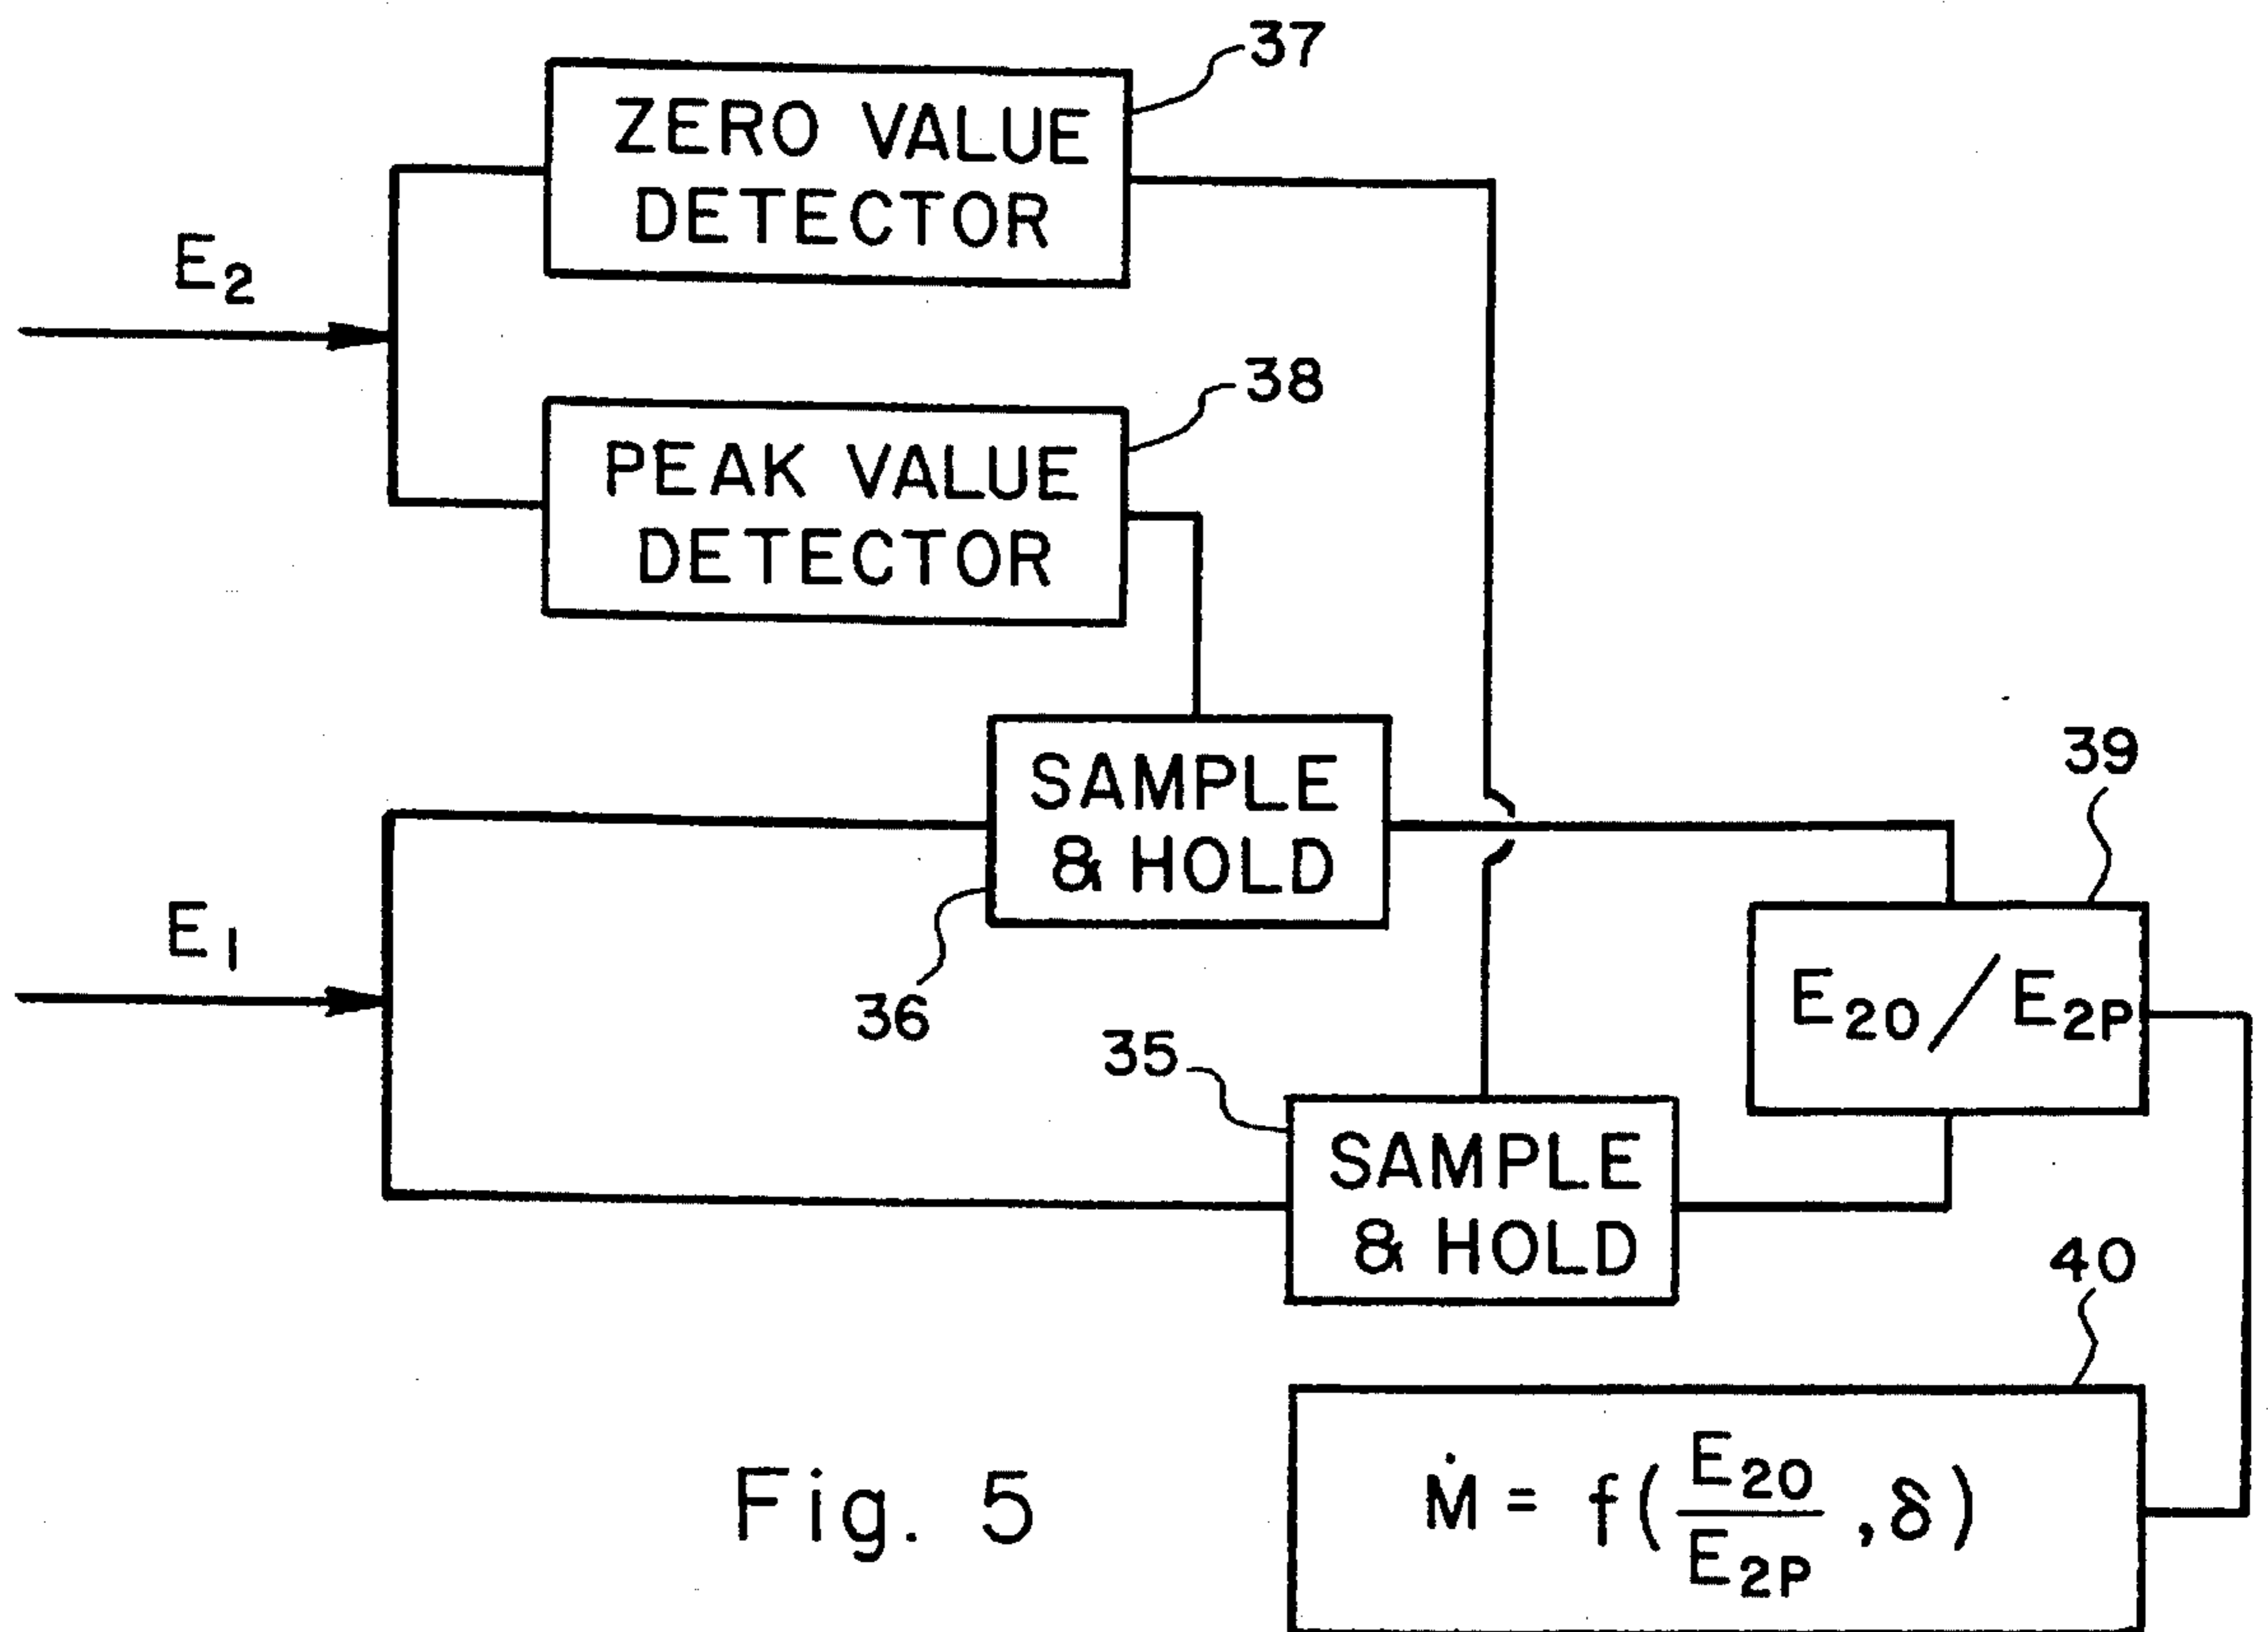 37
ZERO VALUE
DETECTOR
E₂
38
PEAK VALUE
DETECTOR
39
SAMPLE
& HOLD
E₁
36
E₂₀/E₂P
35
SAMPLE
& HOLD
40
Ṁ = f(E₂₀/E₂P, δ)
Fig. 5